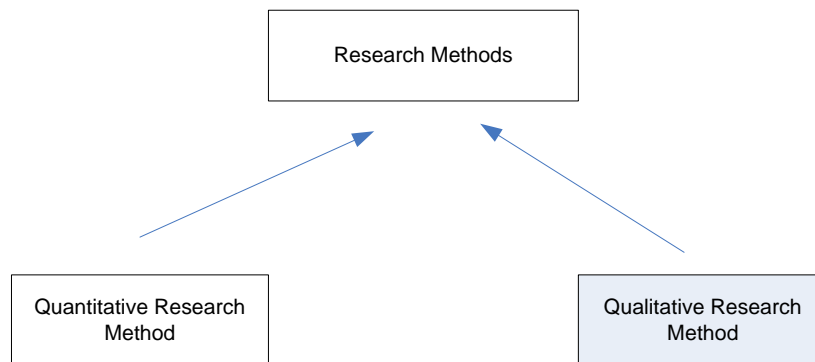 Research Methods
Quantitative Research
Method
Qualitative Research
Method